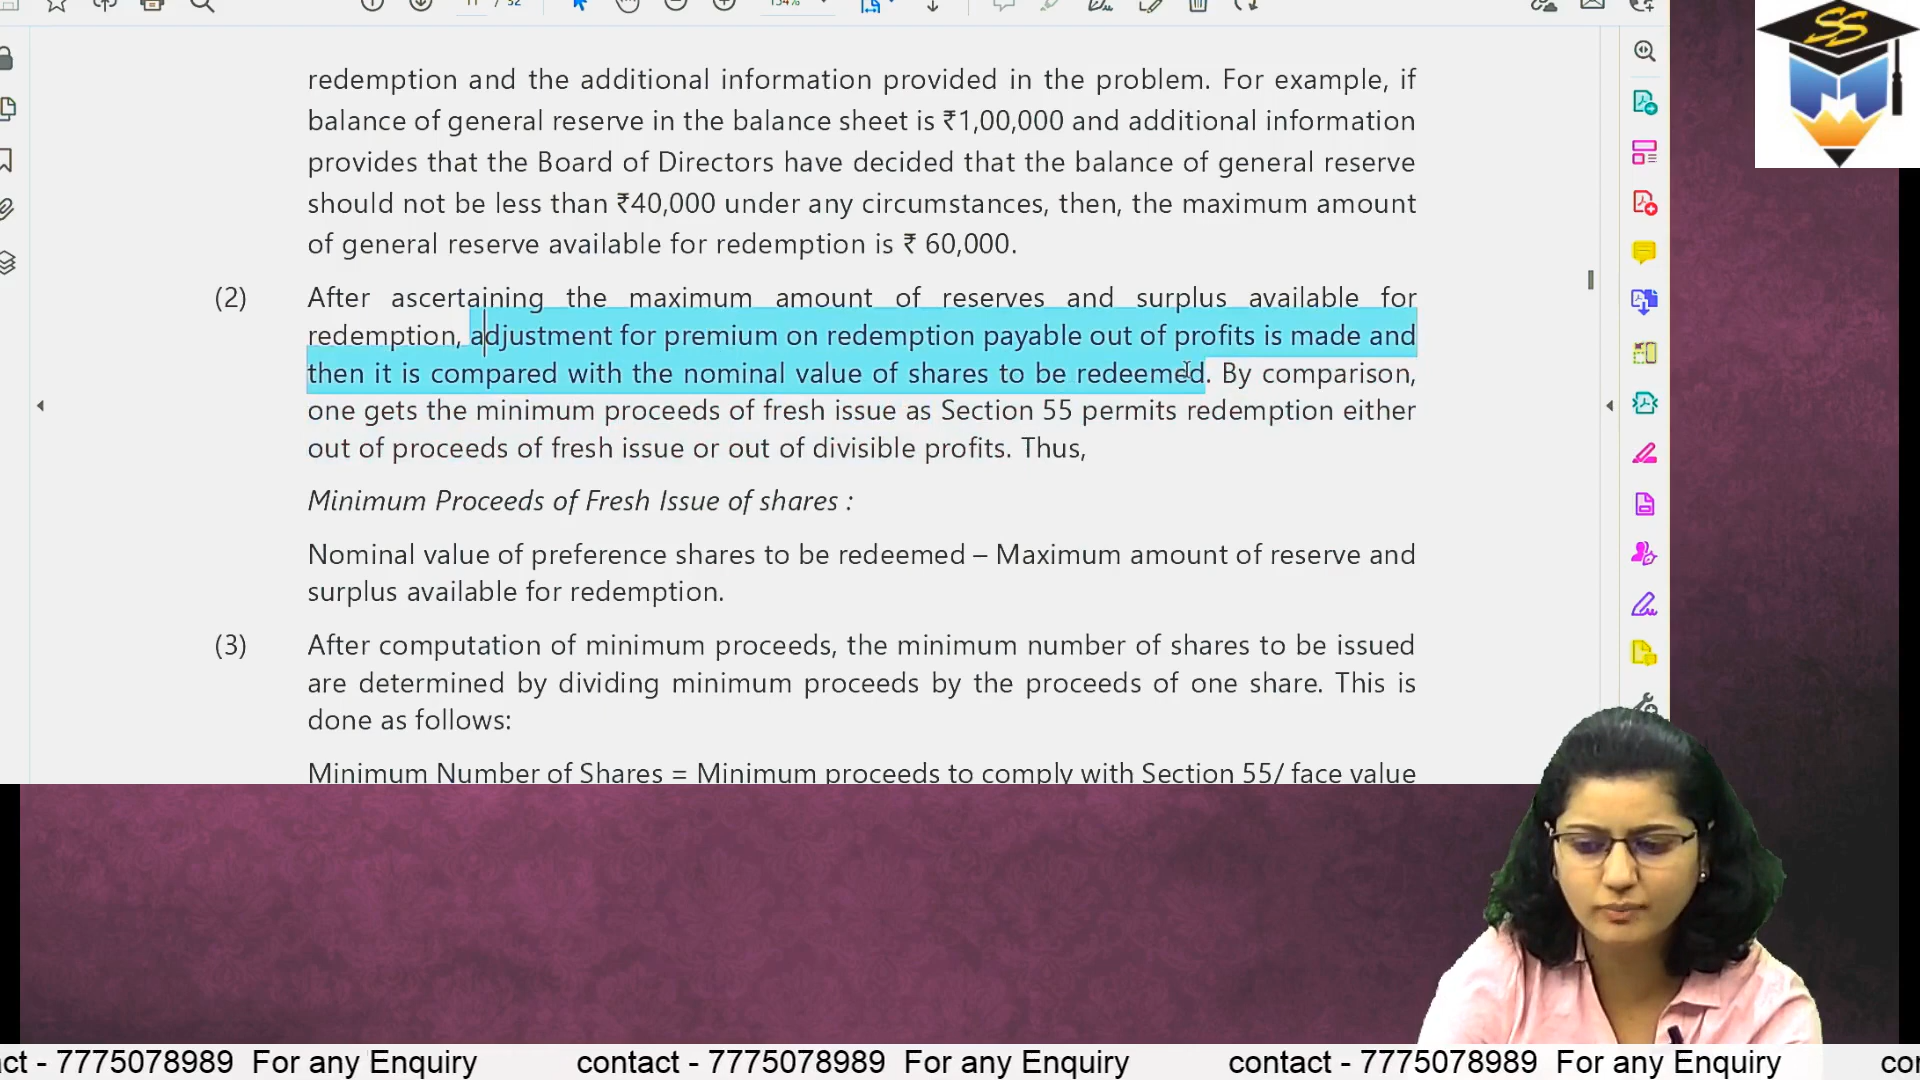 SS
redemption and the additional information provided in the problem. For example, if
balance of general reserve in the balance sheet is ₹1,00,000 and additional information
provides that the Board of Directors have decided that the balance of general reserve
should not be less than ₹40,000 under any circumstances, then, the maximum amount
of general reserve available for redemption is ₹ 60,000.
(2) After ascertaining the maximum amount of reserves and surplus available for
redemption, adjustment for premium on redemption payable out of profits is made and
then it is compared with the nominal value of shares to be redeemed. By comparison,
one gets the minimum proceeds of fresh issue as Section 55 permits redemption either
out of proceeds of fresh issue or out of divisible profits. Thus,
Minimum Proceeds of Fresh Issue of shares :
Nominal value of preference shares to be redeemed – Maximum amount of reserve and
surplus available for redemption.
(3) After computation of minimum proceeds, the minimum number of shares to be issued
are determined by dividing minimum proceeds by the proceeds of one share. This is
done as follows:
Minimum Number of Shares = Minimum proceeds to comply with Section 55/ face value
ct - 7775078989 For any Enquiry contact - 7775078989 For any Enquiry contact - 7775078989 For any Enquiry co